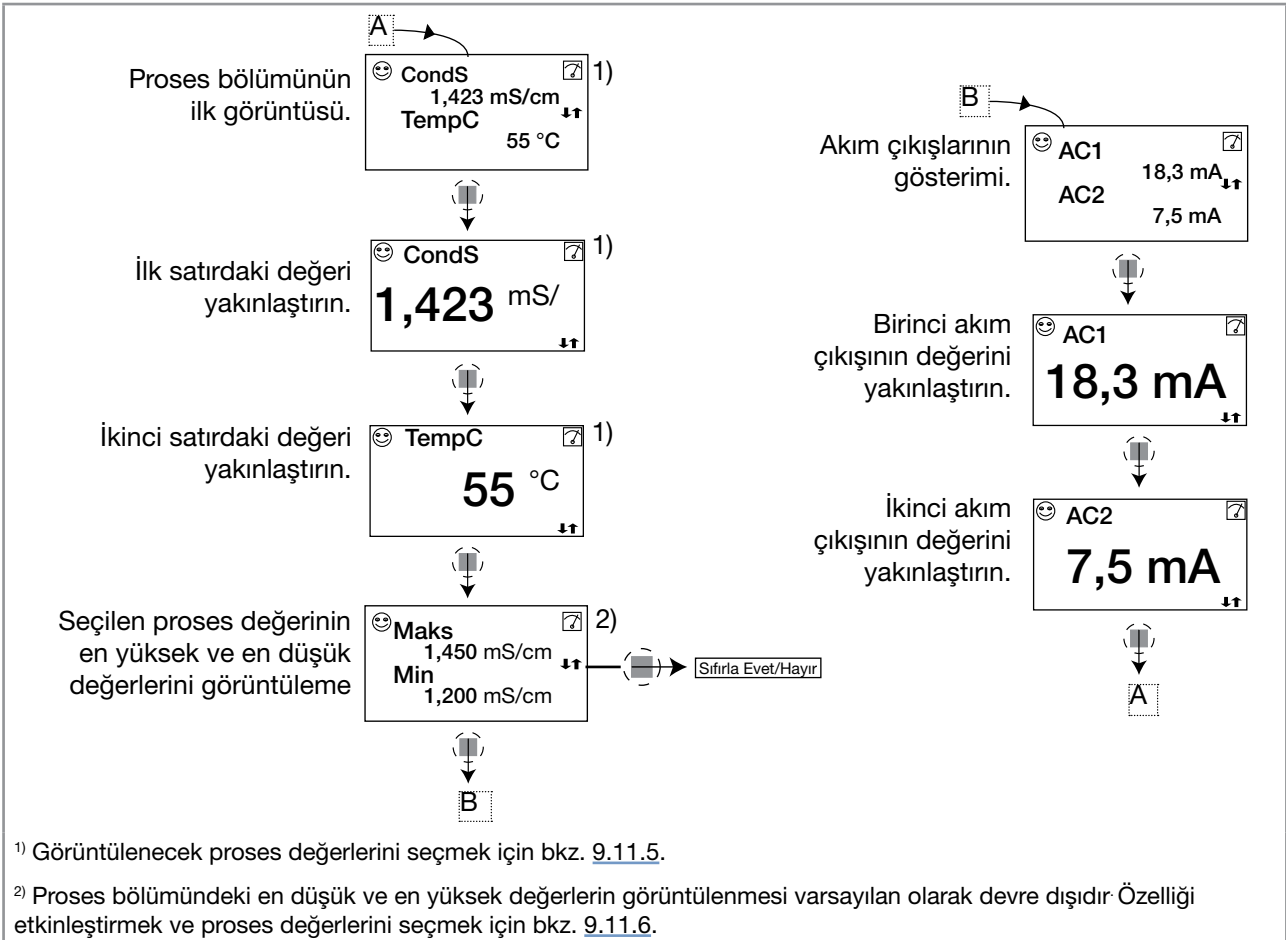 A
Proses bölümünün
ilk görüntüsü.
CondS
1,423 mS/cm
TempC
55 °C
1)
İlk satırdaki değeri
yakınlaştırın.
CondS
1,423 mS/
1)
İkinci satırdaki değeri
yakınlaştırın.
TempC
55 °C
1)
Seçilen proses değerinin
en yüksek ve en düşük
değerlerini görüntüleme
Maks
1,450 mS/cm
Min
1,200 mS/cm
2)
Sıfırla Evet/Hayır
B
B
Akım çıkışlarının
gösterimi.
AC1
18,3 mA
AC2
7,5 mA
Birinci akım
çıkışının değerini
yakınlaştırın.
AC1
18,3 mA
İkinci akım
çıkışının değerini
yakınlaştırın.
AC2
7,5 mA
A
1) Görüntülenecek proses değerlerini seçmek için bkz. 9.11.5.
2) Proses bölümündeki en düşük ve en yüksek değerlerin görüntülenmesi varsayılan olarak devre dışıdır. Özelliği
etkinleştirmek ve proses değerlerini seçmek için bkz. 9.11.6.